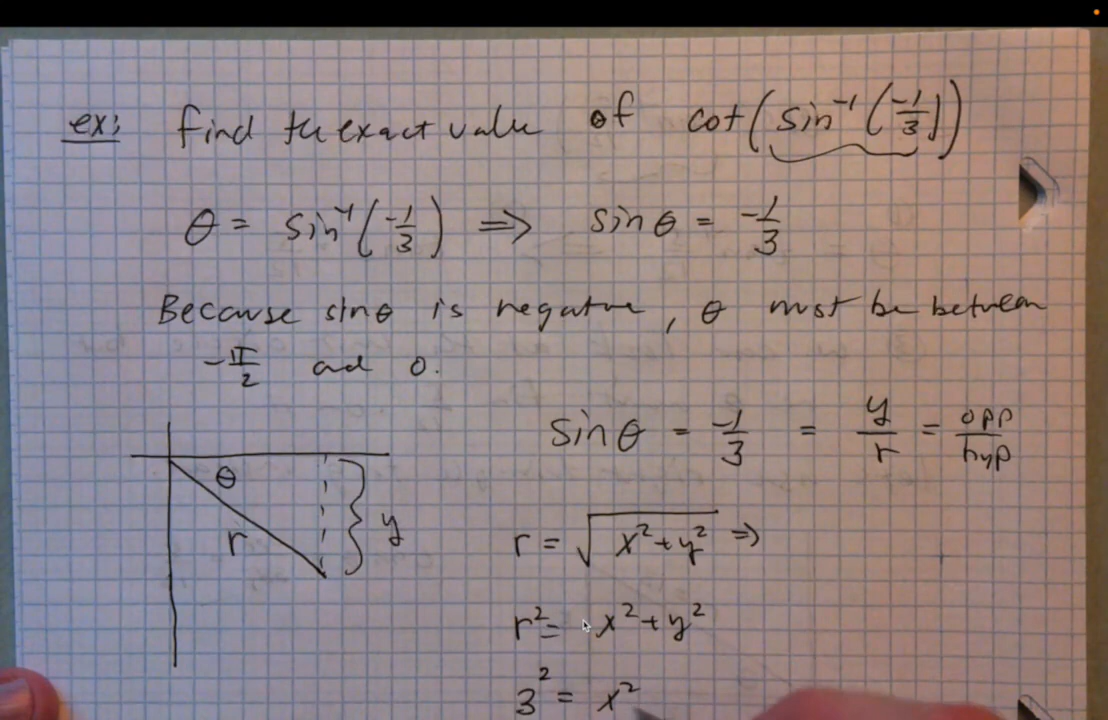 ex: find the exact value of cot(sin⁻¹(-1/3))
θ = sin⁻¹(-1/3) ⇒ sin θ = -1/3
Because sinθ is negative, θ must be between
-π/2 and 0.
sin θ = -1/3 = y/r = opp/hyp
θ
r
y
r = √(x²+y²) ⇒
r² = x²+y²
3² = x²